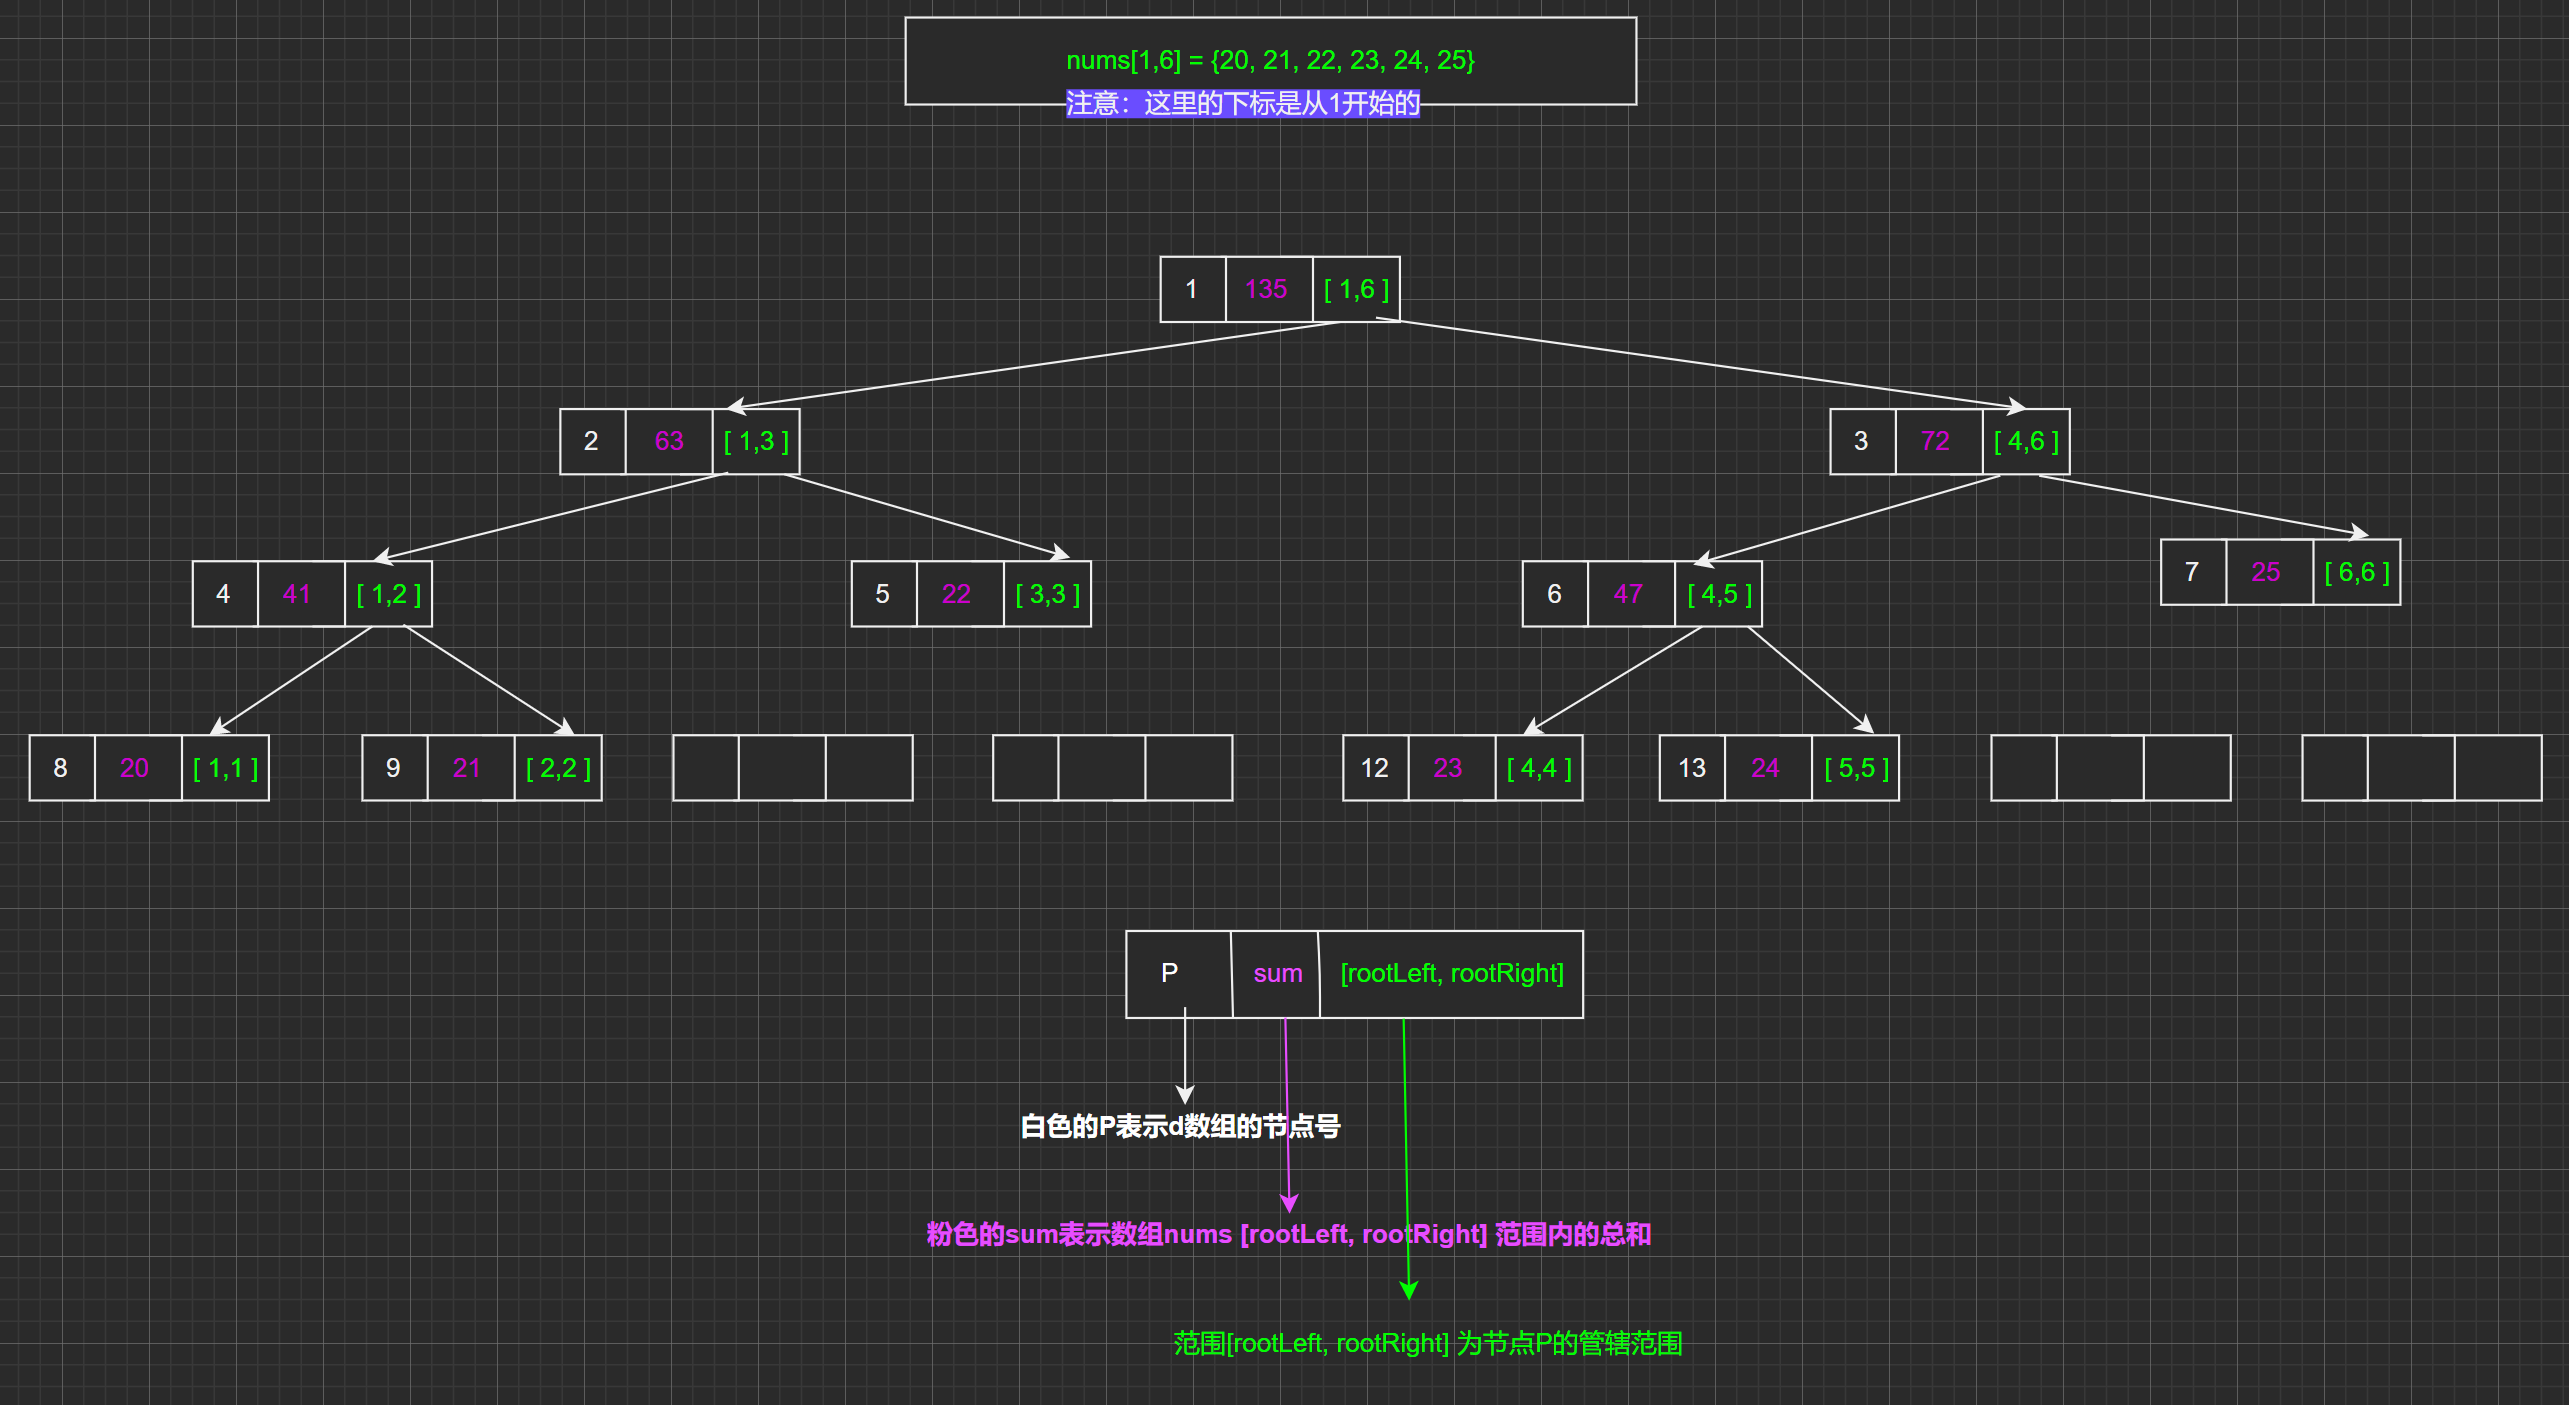 nums[1,6] = {20, 21, 22, 23, 24, 25}
注意：这里的下标是从1开始的
1 135 [ 1,6 ]
2 63 [ 1,3 ]
3 72 [ 4,6 ]
4 41 [ 1,2 ]
5 22 [ 3,3 ]
6 47 [ 4,5 ]
7 25 [ 6,6 ]
8 20 [ 1,1 ]
9 21 [ 2,2 ]
12 23 [ 4,4 ]
13 24 [ 5,5 ]
P sum [rootLeft, rootRight]
白色的P表示d数组的节点号
粉色的sum表示数组nums [rootLeft, rootRight] 范围内的总和
范围[rootLeft, rootRight] 为节点P的管辖范围